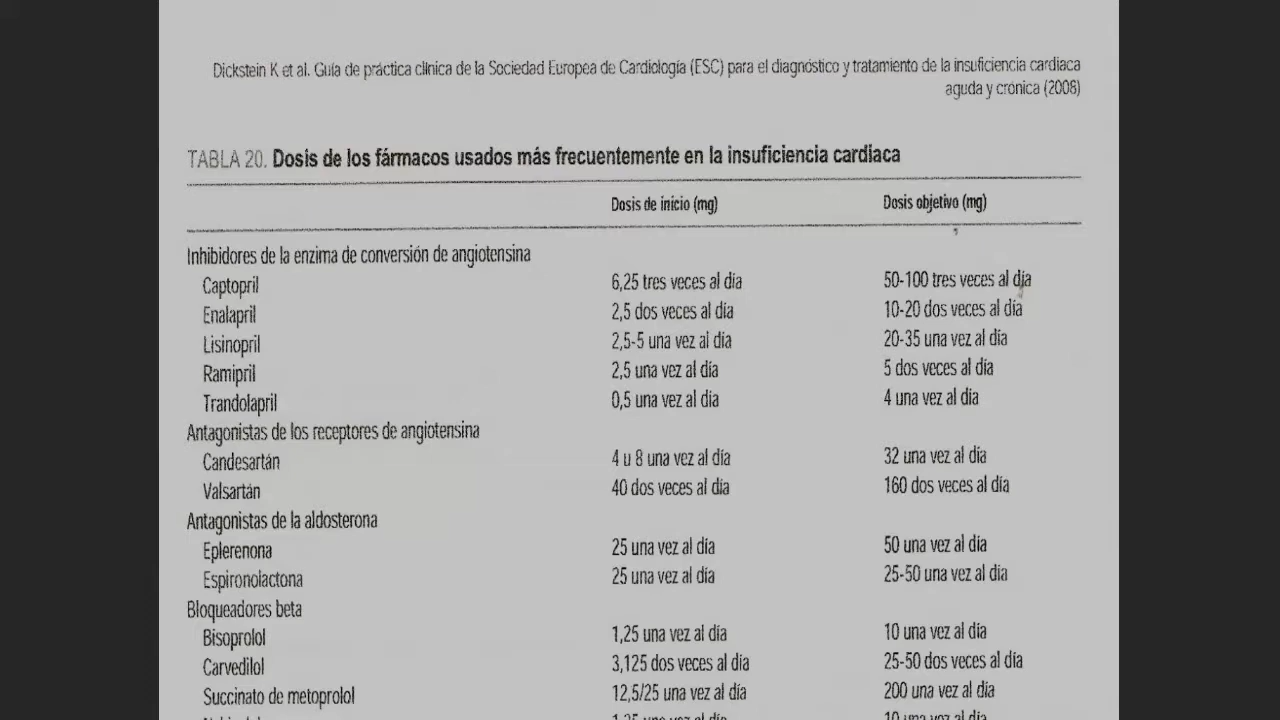 Dickstein K et al. Guía de práctica clínica de la Sociedad Europea de Cardiología (ESC) para el diagnóstico y tratamiento de la insuficiencia cardiaca
aguda y crónica (2008)
TABLA 20. Dosis de los fármacos usados más frecuentemente en la insuficiencia cardiaca
Dosis de inicio (mg) Dosis objetivo (mg)
Inhibidores de la enzima de conversión de angiotensina
Captopril 6,25 tres veces al día 50-100 tres veces al día
Enalapril 2,5 dos veces al día 10-20 dos veces al día
Lisinopril 2,5-5 una vez al día 20-35 una vez al día
Ramipril 2,5 una vez al día 5 dos veces al día
Trandolapril 0,5 una vez al día 4 una vez al día
Antagonistas de los receptores de angiotensina
Candesartán 4 u 8 una vez al día 32 una vez al día
Valsartán 40 dos veces al día 160 dos veces al día
Antagonistas de la aldosterona
Eplerenona 25 una vez al día 50 una vez al día
Espironolactona 25 una vez al día 25-50 una vez al día
Bloqueadores beta
Bisoprolol 1,25 una vez al día 10 una vez al día
Carvedilol 3,125 dos veces al día 25-50 dos veces al día
Succinato de metoprolol 12,5/25 una vez al día 200 una vez al día
1,25 una vez al día 10 una vez al día